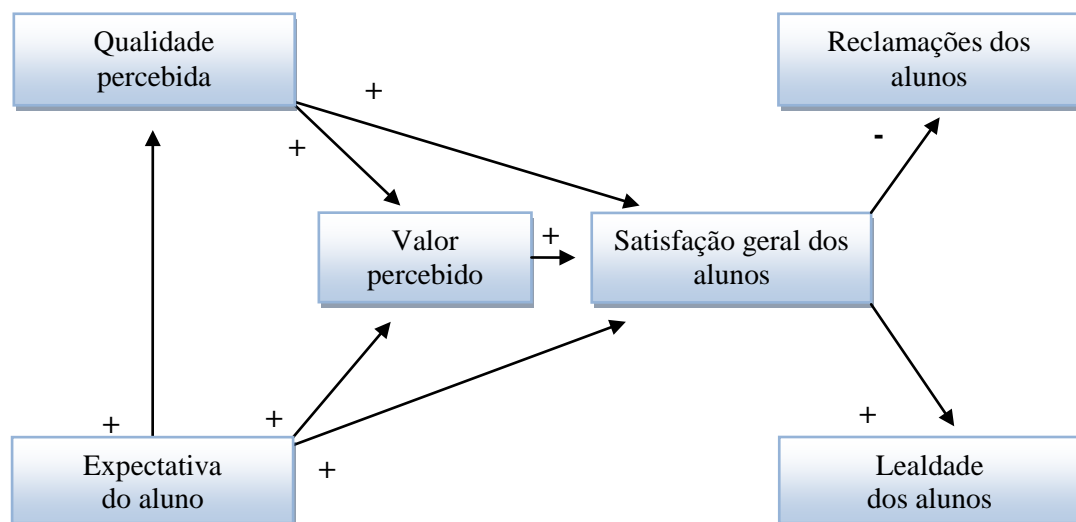 Qualidade
percebida
Reclamações dos
alunos
+
+
-
Valor
percebido
+
Satisfação geral dos
alunos
+
+
+
+
Expectativa
do aluno
Lealdade
dos alunos